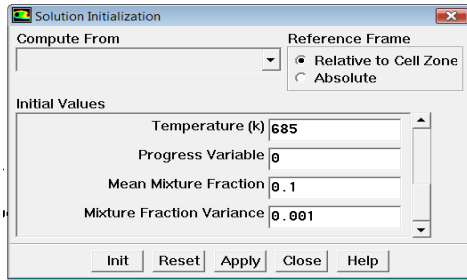 Solution Initialization
Compute From
Reference Frame
Relative to Cell Zone
Absolute
Initial Values
Temperature (k) 685
Progress Variable 0
Mean Mixture Fraction 0.1
Mixture Fraction Variance 0.001
Init Reset Apply Close Help